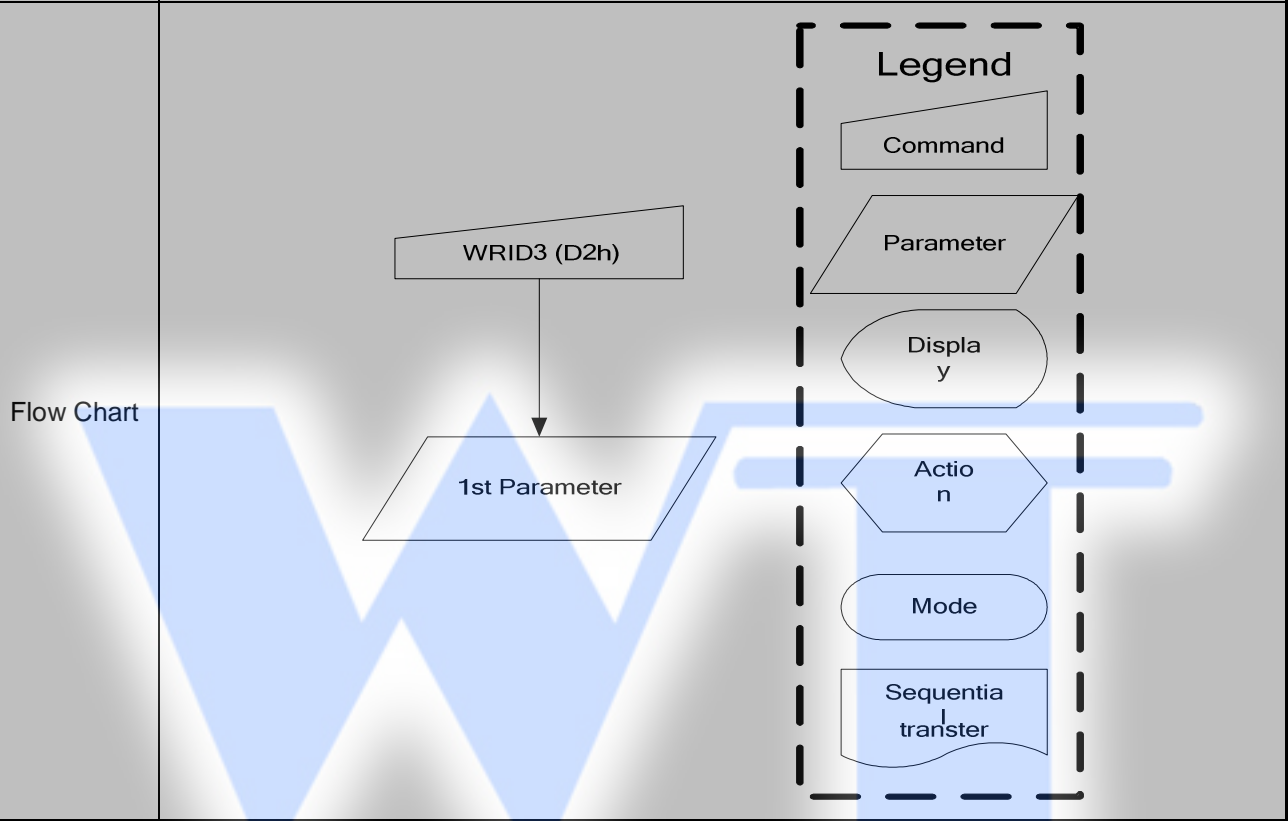 Flow Chart
WRID3 (D2h)
1st Parameter
Legend
Command
Parameter
Displa
y
Actio
n
Mode
Sequentia
l
transter